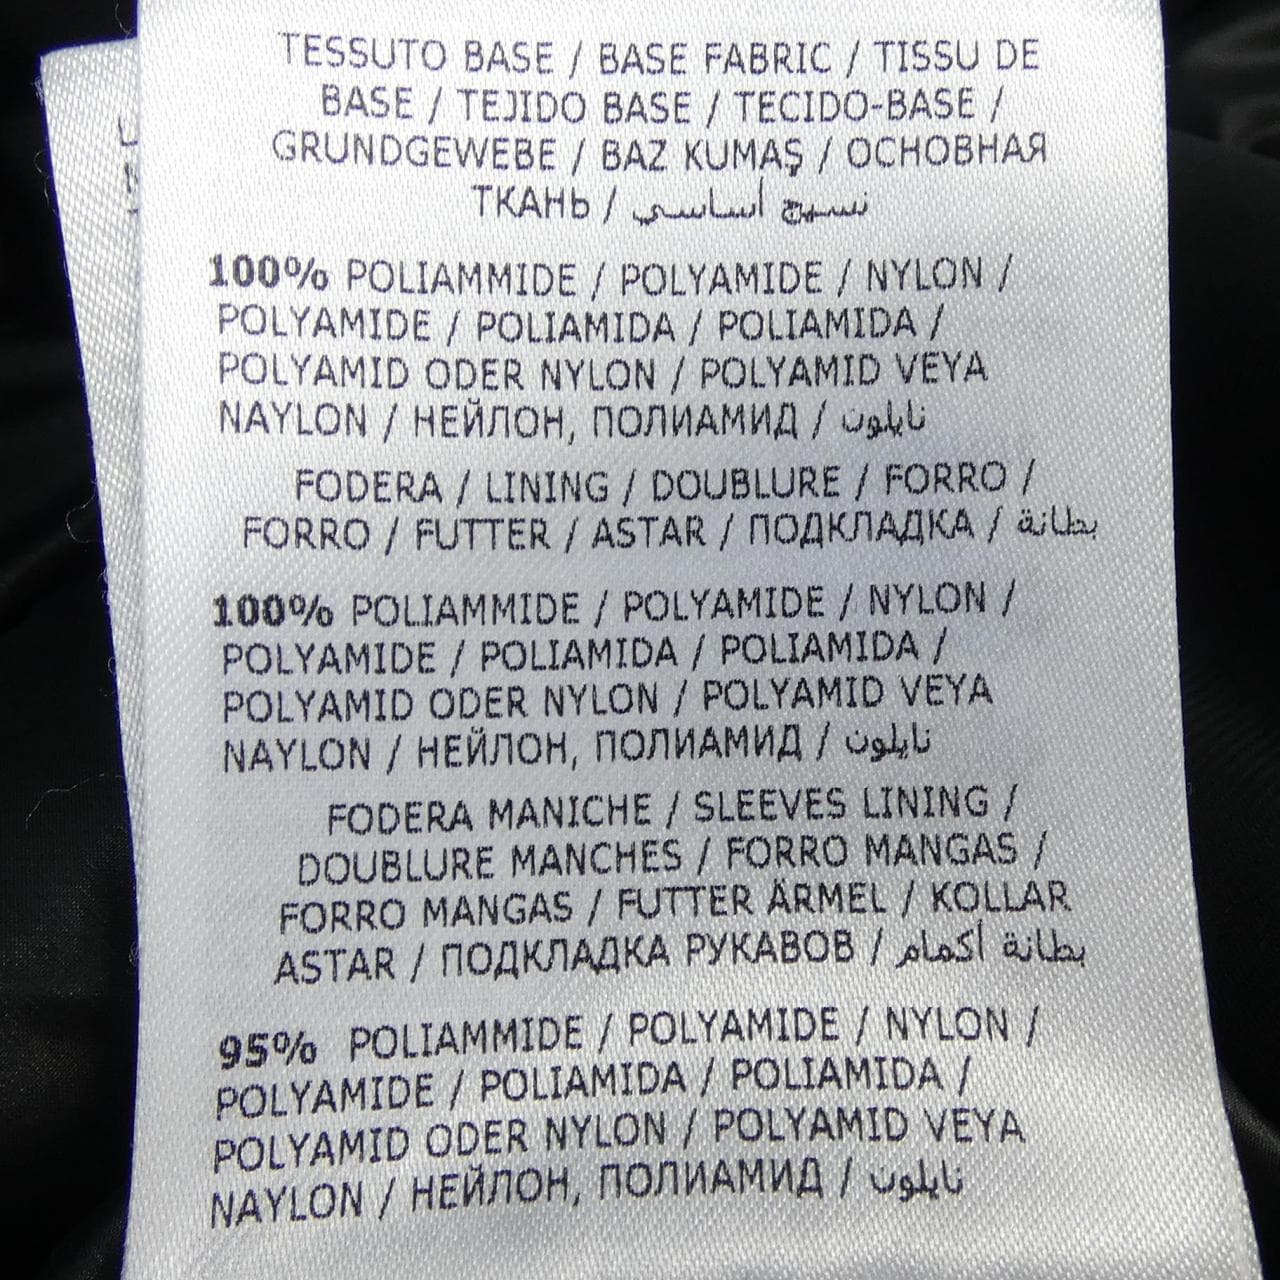 TESSUTO BASE / BASE FABRIC / TISSU DE
BASE / TEJIDO BASE / TECIDO-BASE /
GRUNDGEWEBE / BAZ KUMAŞ / ОСНОВНАЯ
ТКАНЬ / نسيج أساسي
100% POLIAMMIDE / POLYAMIDE / NYLON /
POLYAMIDE / POLIAMIDA / POLIAMIDA /
POLYAMID ODER NYLON / POLYAMID VEYA
NAYLON / НЕЙЛОН, ПОЛИАМИД / نايلون
FODERA / LINING / DOUBLURE / FORRO /
FORRO / FUTTER / ASTAR / ПОДКЛАДКА / بطانة
100% POLIAMMIDE / POLYAMIDE / NYLON /
POLYAMIDE / POLIAMIDA / POLIAMIDA /
POLYAMID ODER NYLON / POLYAMID VEYA
NAYLON / НЕЙЛОН, ПОЛИАМИД / نايلون
FODERA MANICHE / SLEEVES LINING /
DOUBLURE MANCHES / FORRO MANGAS /
FORRO MANGAS / FUTTER ÄRMEL / KOLLAR
ASTAR / ПОДКЛАДКА РУКАВОВ / بطانة أكمام
95% POLIAMMIDE / POLYAMIDE / NYLON /
POLYAMIDE / POLIAMIDA / POLIAMIDA /
POLYAMID ODER NYLON / POLYAMID VEYA
NAYLON / НЕЙЛОН, ПОЛИАМИД / نايلون